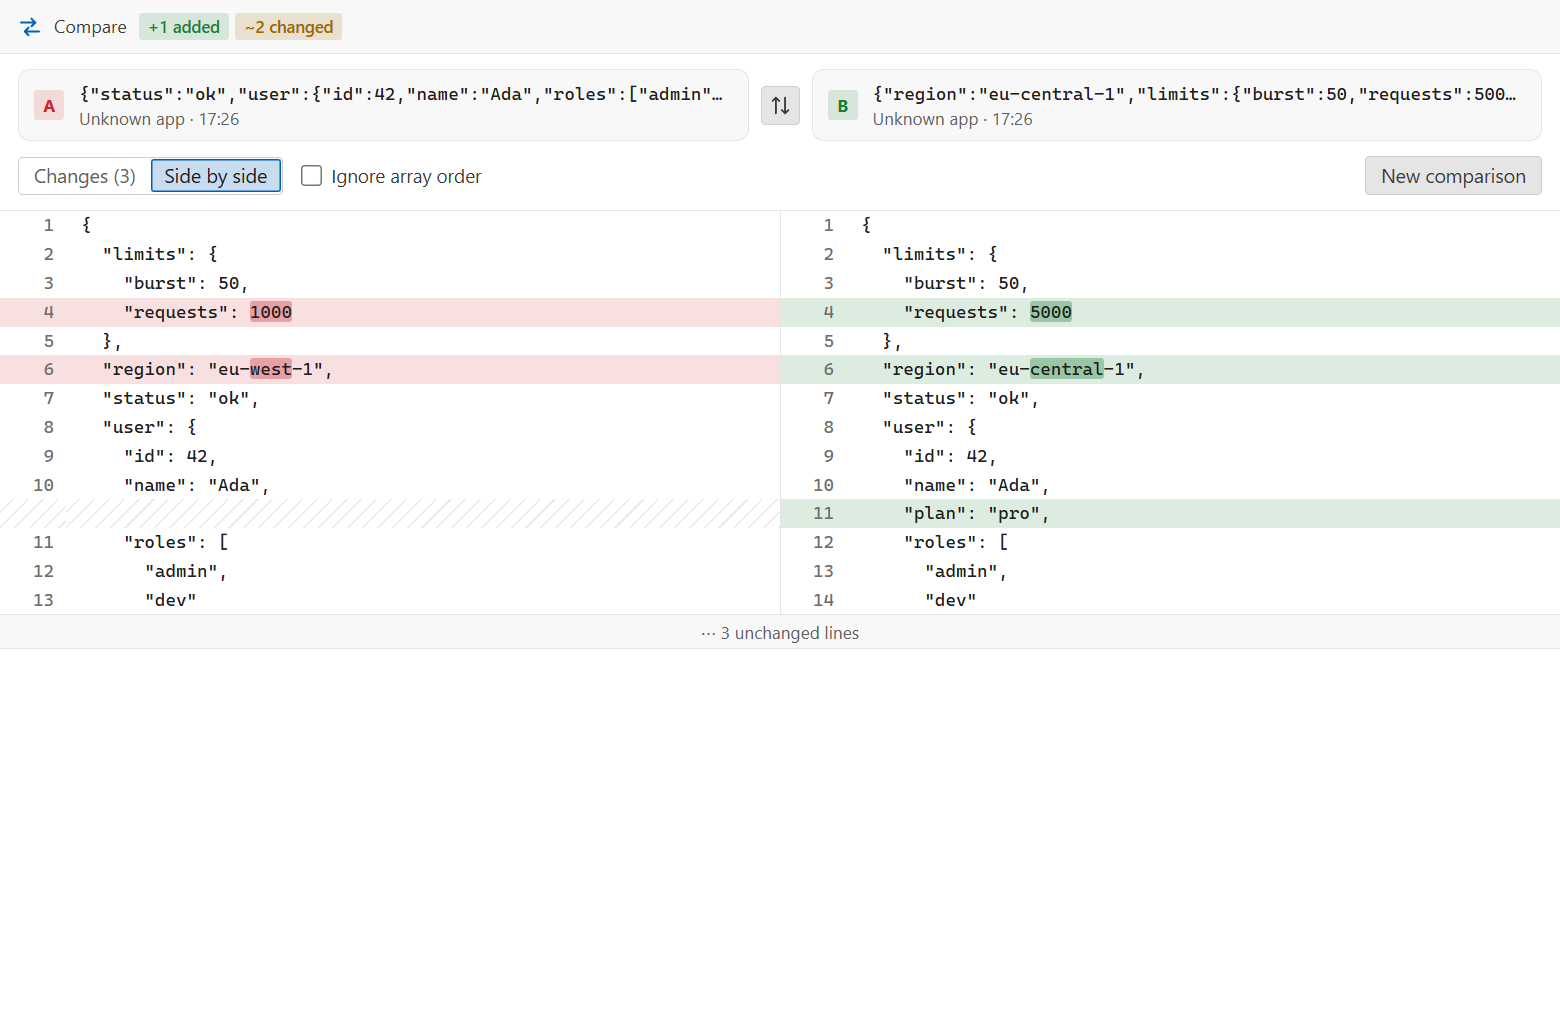 Compare +1 added ~2 changed
A {"status":"ok","user":{"id":42,"name":"Ada","roles":["admin"…
Unknown app · 17:26
B {"region":"eu-central-1","limits":{"burst":50,"requests":500…
Unknown app · 17:26
Changes (3) Side by side Ignore array order New comparison
1 {
2 "limits": {
3 "burst": 50,
4 "requests": 1000
5 },
6 "region": "eu-west-1",
7 "status": "ok",
8 "user": {
9 "id": 42,
10 "name": "Ada",
11 "roles": [
12 "admin",
13 "dev"
1 {
2 "limits": {
3 "burst": 50,
4 "requests": 5000
5 },
6 "region": "eu-central-1",
7 "status": "ok",
8 "user": {
9 "id": 42,
10 "name": "Ada",
11 "plan": "pro",
12 "roles": [
13 "admin",
14 "dev"
··· 3 unchanged lines